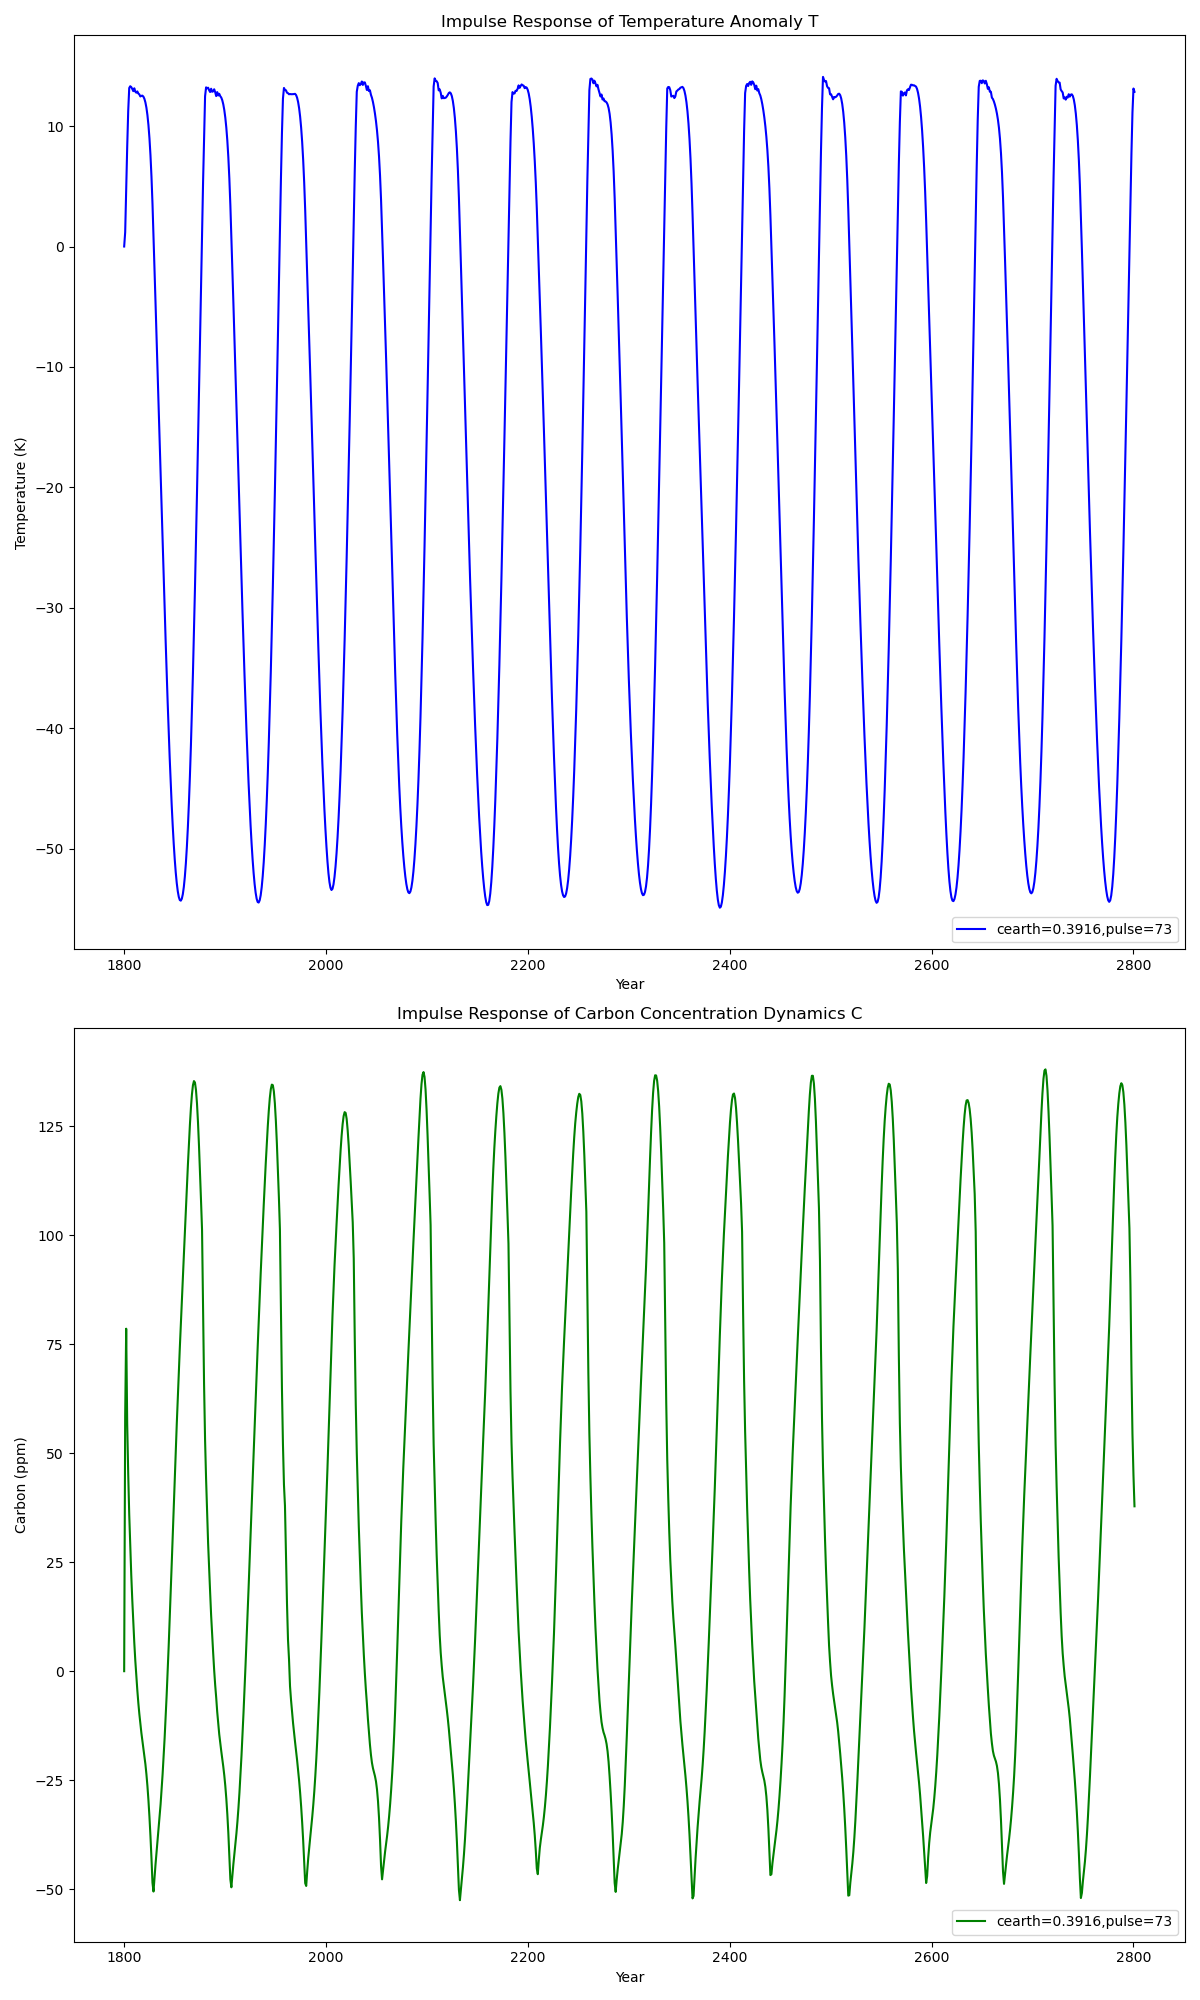 Impulse Response of Temperature Anomaly T
Temperature (K)
10
0
−10
−20
−30
−40
−50
cearth=0.3916,pulse=73
1800 2000 2200 2400 2600 2800
Year
Impulse Response of Carbon Concentration Dynamics C
Carbon (ppm)
125
100
75
50
25
0
−25
−50
cearth=0.3916,pulse=73
1800 2000 2200 2400 2600 2800
Year